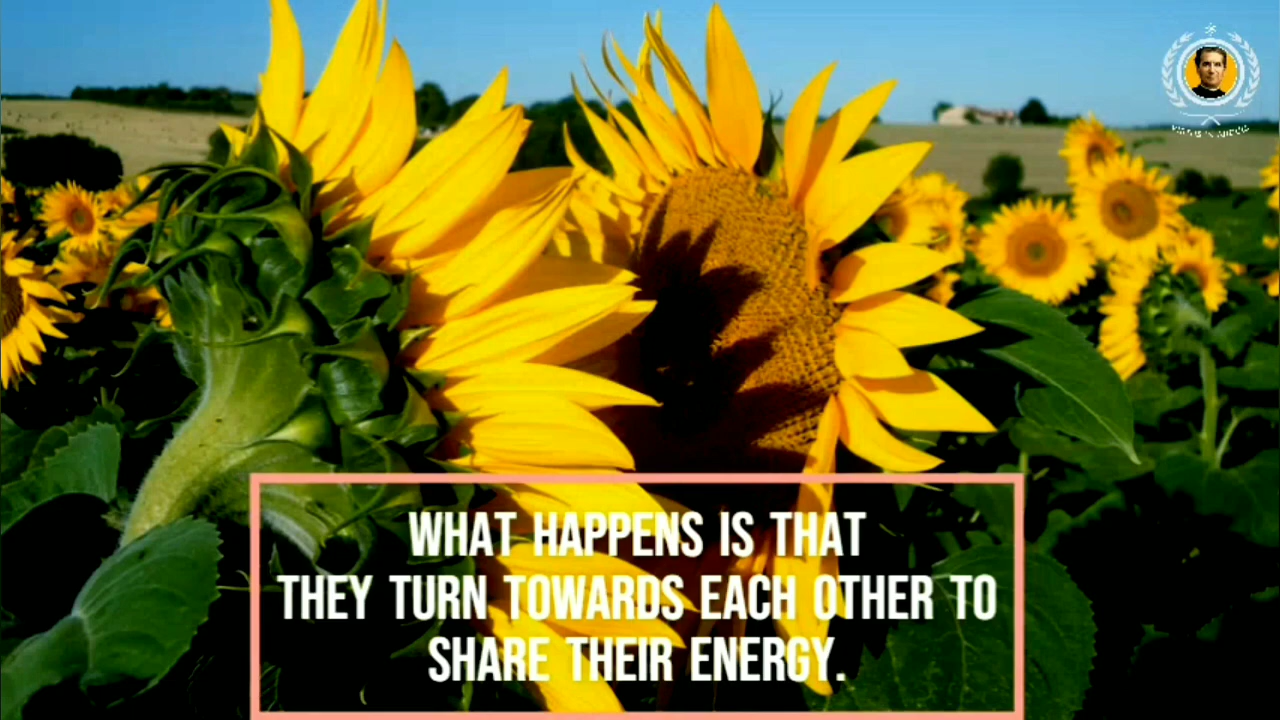 WHAT HAPPENS IS THAT
THEY TURN TOWARDS EACH OTHER TO
SHARE THEIR ENERGY.